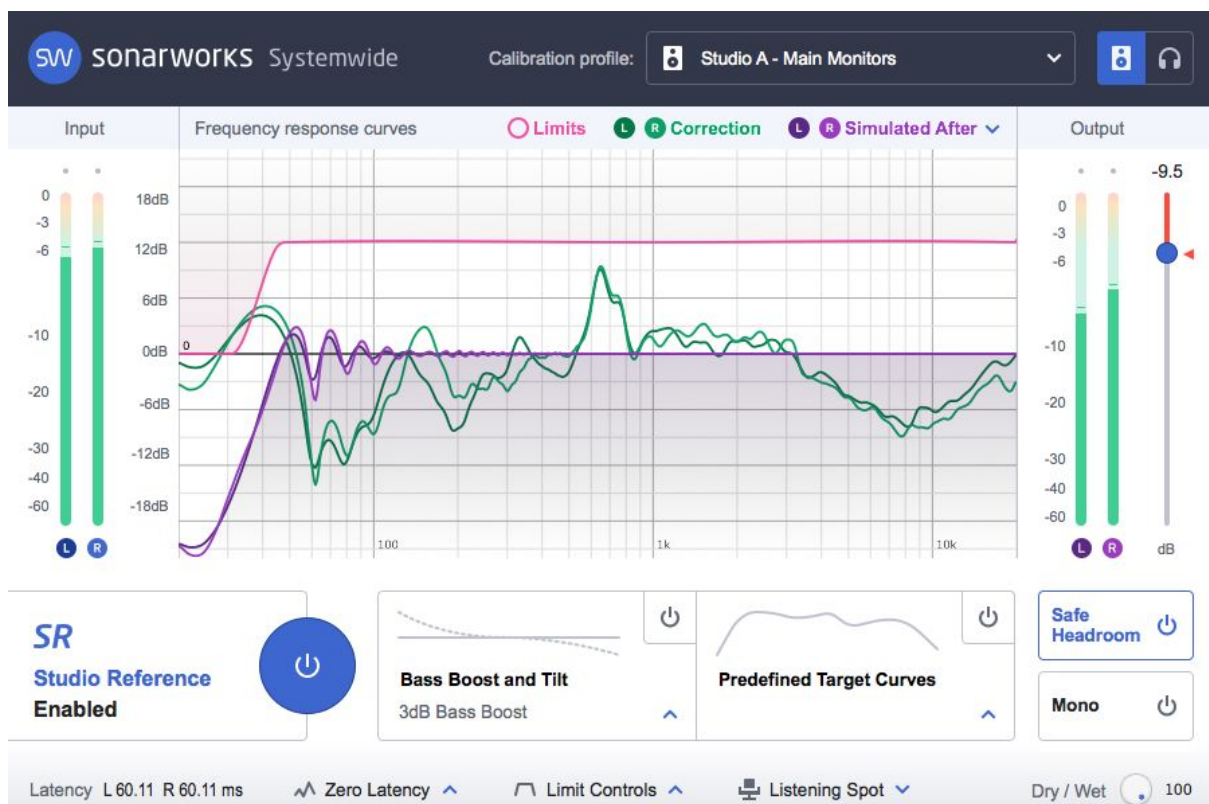 SW sonarworks Systemwide
Calibration profile:
Studio A - Main Monitors
Input
Frequency response curves
Limits
L R Correction
L R Simulated After
Output
0
-3
-6
-10
-20
-30
-40
-60
L R
18dB
12dB
6dB
0dB
-6dB
-12dB
-18dB
0
100
1k
10k
-9.5
0
-3
-6
-10
-20
-30
-40
-60
L R
dB
SR
Studio Reference
Enabled
Bass Boost and Tilt
3dB Bass Boost
Predefined Target Curves
Safe
Headroom
Mono
Latency L 60.11 R 60.11 ms
Zero Latency
Limit Controls
Listening Spot
Dry / Wet
100